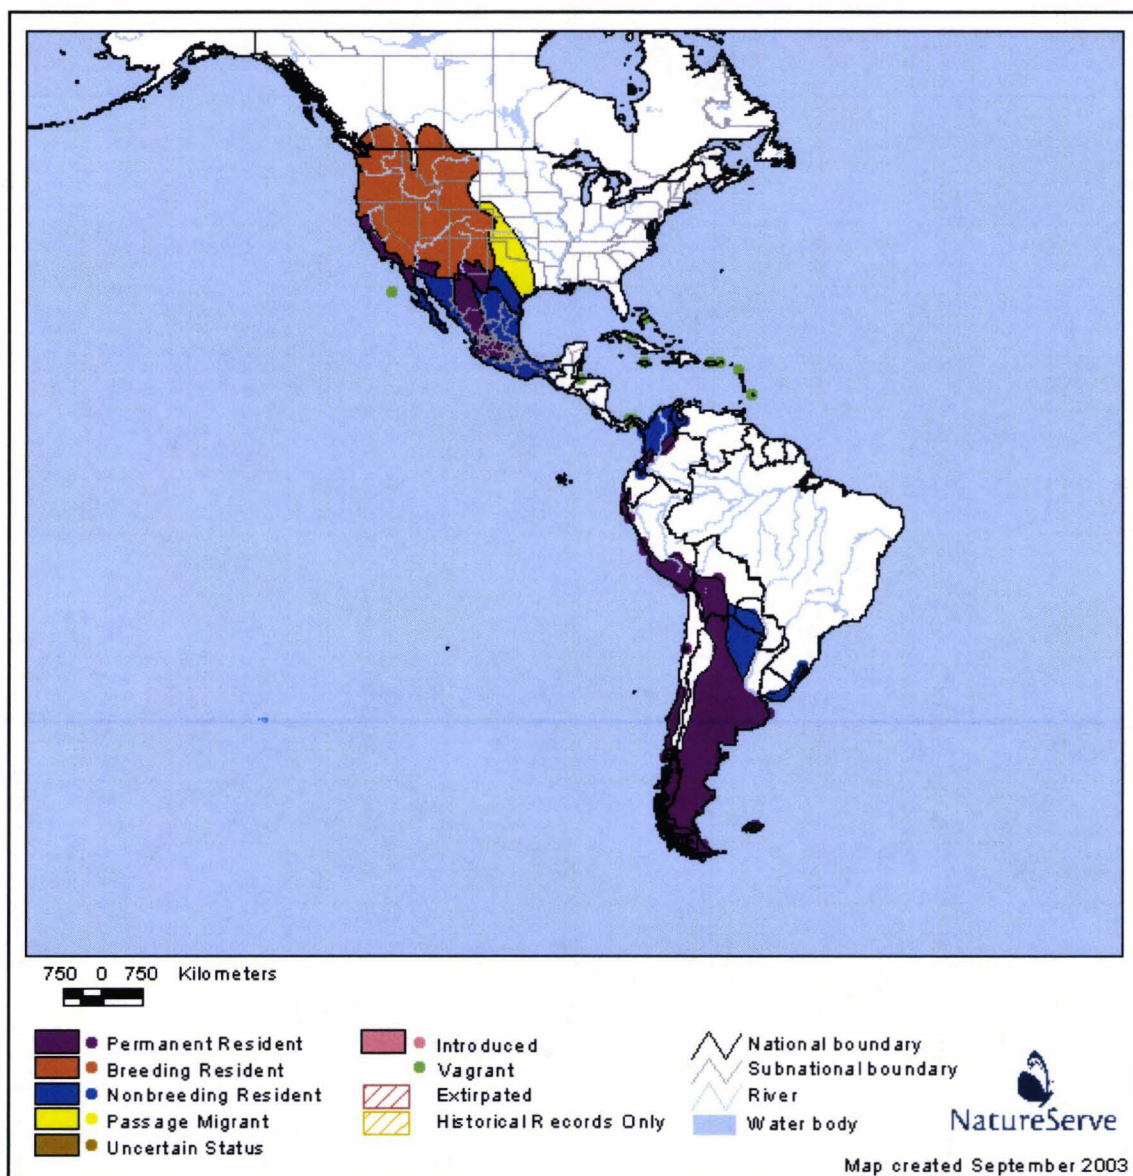 750 0 750 Kilometers
Permanent Resident
Breeding Resident
Nonbreeding Resident
Passage Migrant
Uncertain Status
Introduced
Vagrant
Extirpated
Historical Records Only
National boundary
Subnational boundary
River
Water body
NatureServe
Map created September 2003